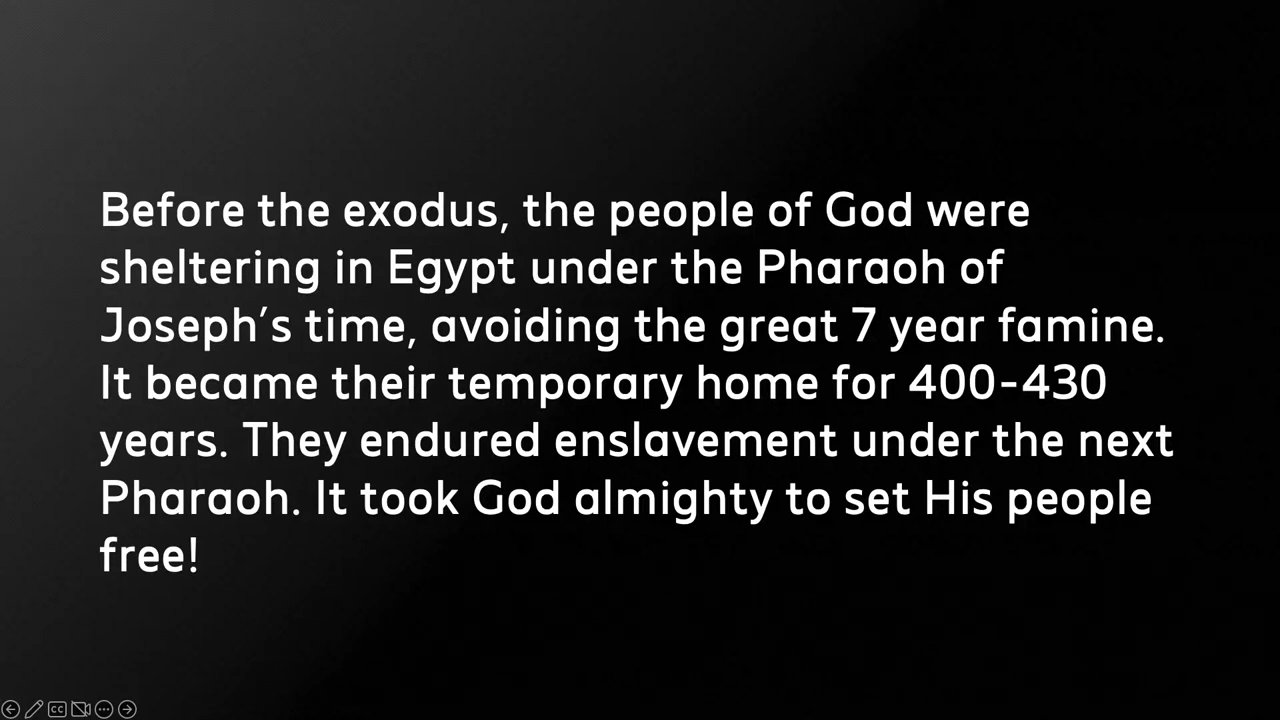 Before the exodus, the people of God were
sheltering in Egypt under the Pharaoh of
Joseph’s time, avoiding the great 7 year famine.
It became their temporary home for 400-430
years. They endured enslavement under the next
Pharaoh. It took God almighty to set His people
free!
CC